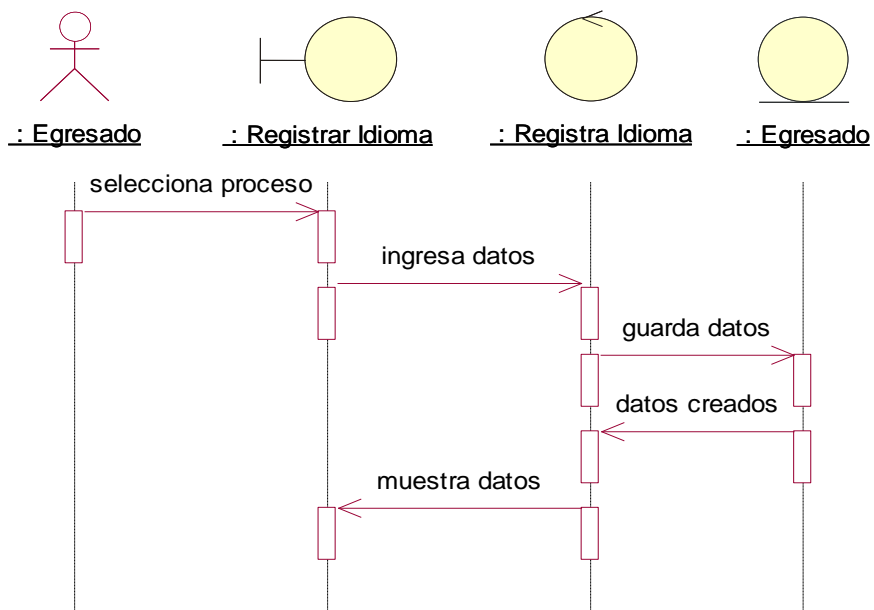 : Egresado
: Registrar Idioma
: Registra Idioma
: Egresado
selecciona proceso
ingresa datos
guarda datos
datos creados
muestra datos